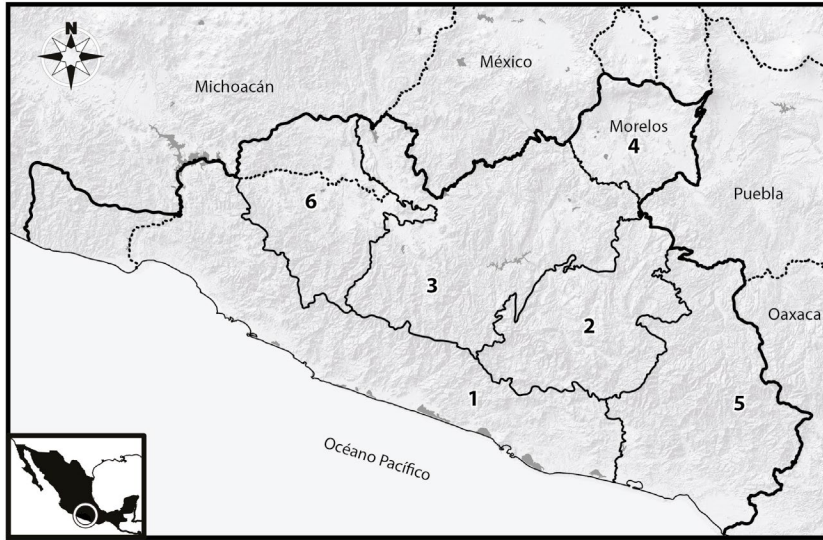 N
México
Michoacán
Morelos
4
Puebla
6
3
Oaxaca
2
1
5
Océano Pacífico